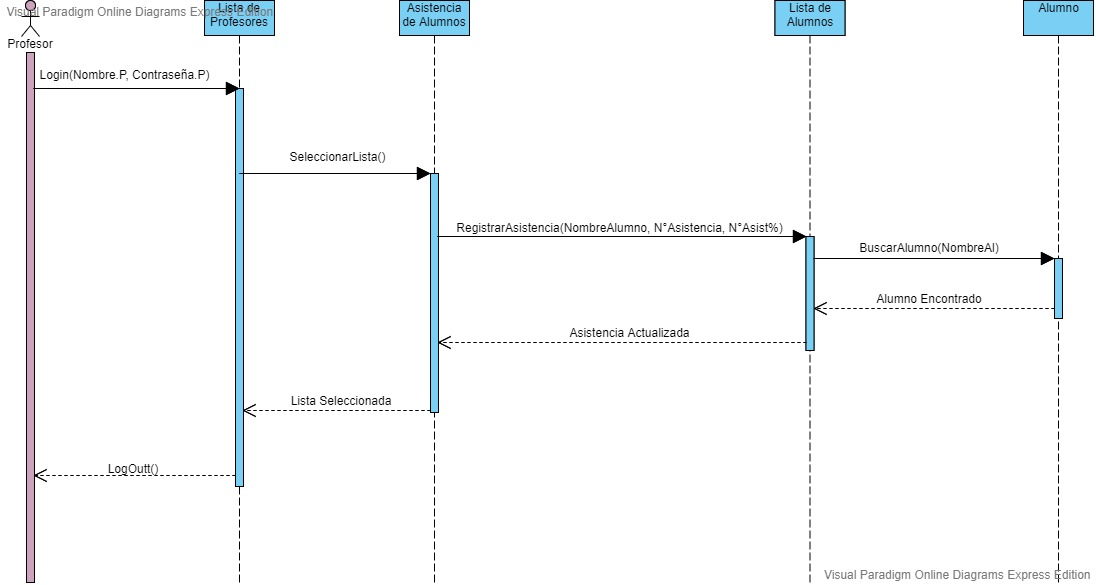 Visual Paradigm Online Diagrams Express Edition
Lista de
Profesores
Asistencia
de Alumnos
Lista de
Alumnos
Alumno
Profesor
Login(Nombre.P, Contraseña.P)
SeleccionarLista()
RegistrarAsistencia(NombreAlumno, N°Asistencia, N°Asist%)
BuscarAlumno(NombreAl)
Alumno Encontrado
Asistencia Actualizada
Lista Seleccionada
LogOutt()
Visual Paradigm Online Diagrams Express Edition